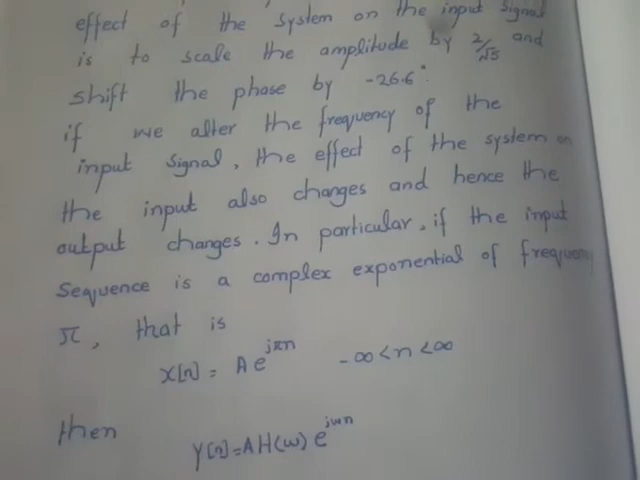 effect of the system on the input signal
is to scale the amplitude by 2/√5 and
shift the phase by -26.6°.
if we alter the frequency of the
input signal, the effect of the system on
the input also changes and hence the
output changes. In particular, if the input
Sequence is a complex exponential of frequency
π, that is
x[n] = A e^{jπn}   -∞<n<∞
then
y[n]=AH(ω) e^{jωn}